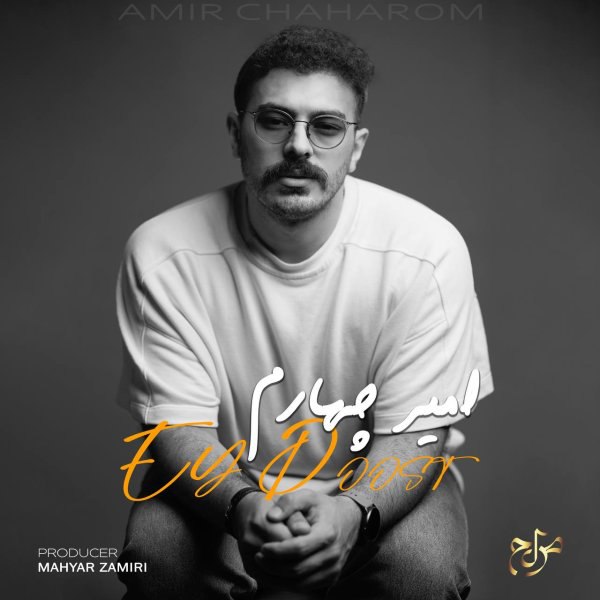 AMIR CHAHAROM
امیر چهارم
Ey Doost
PRODUCER
MAHYAR ZAMIRI